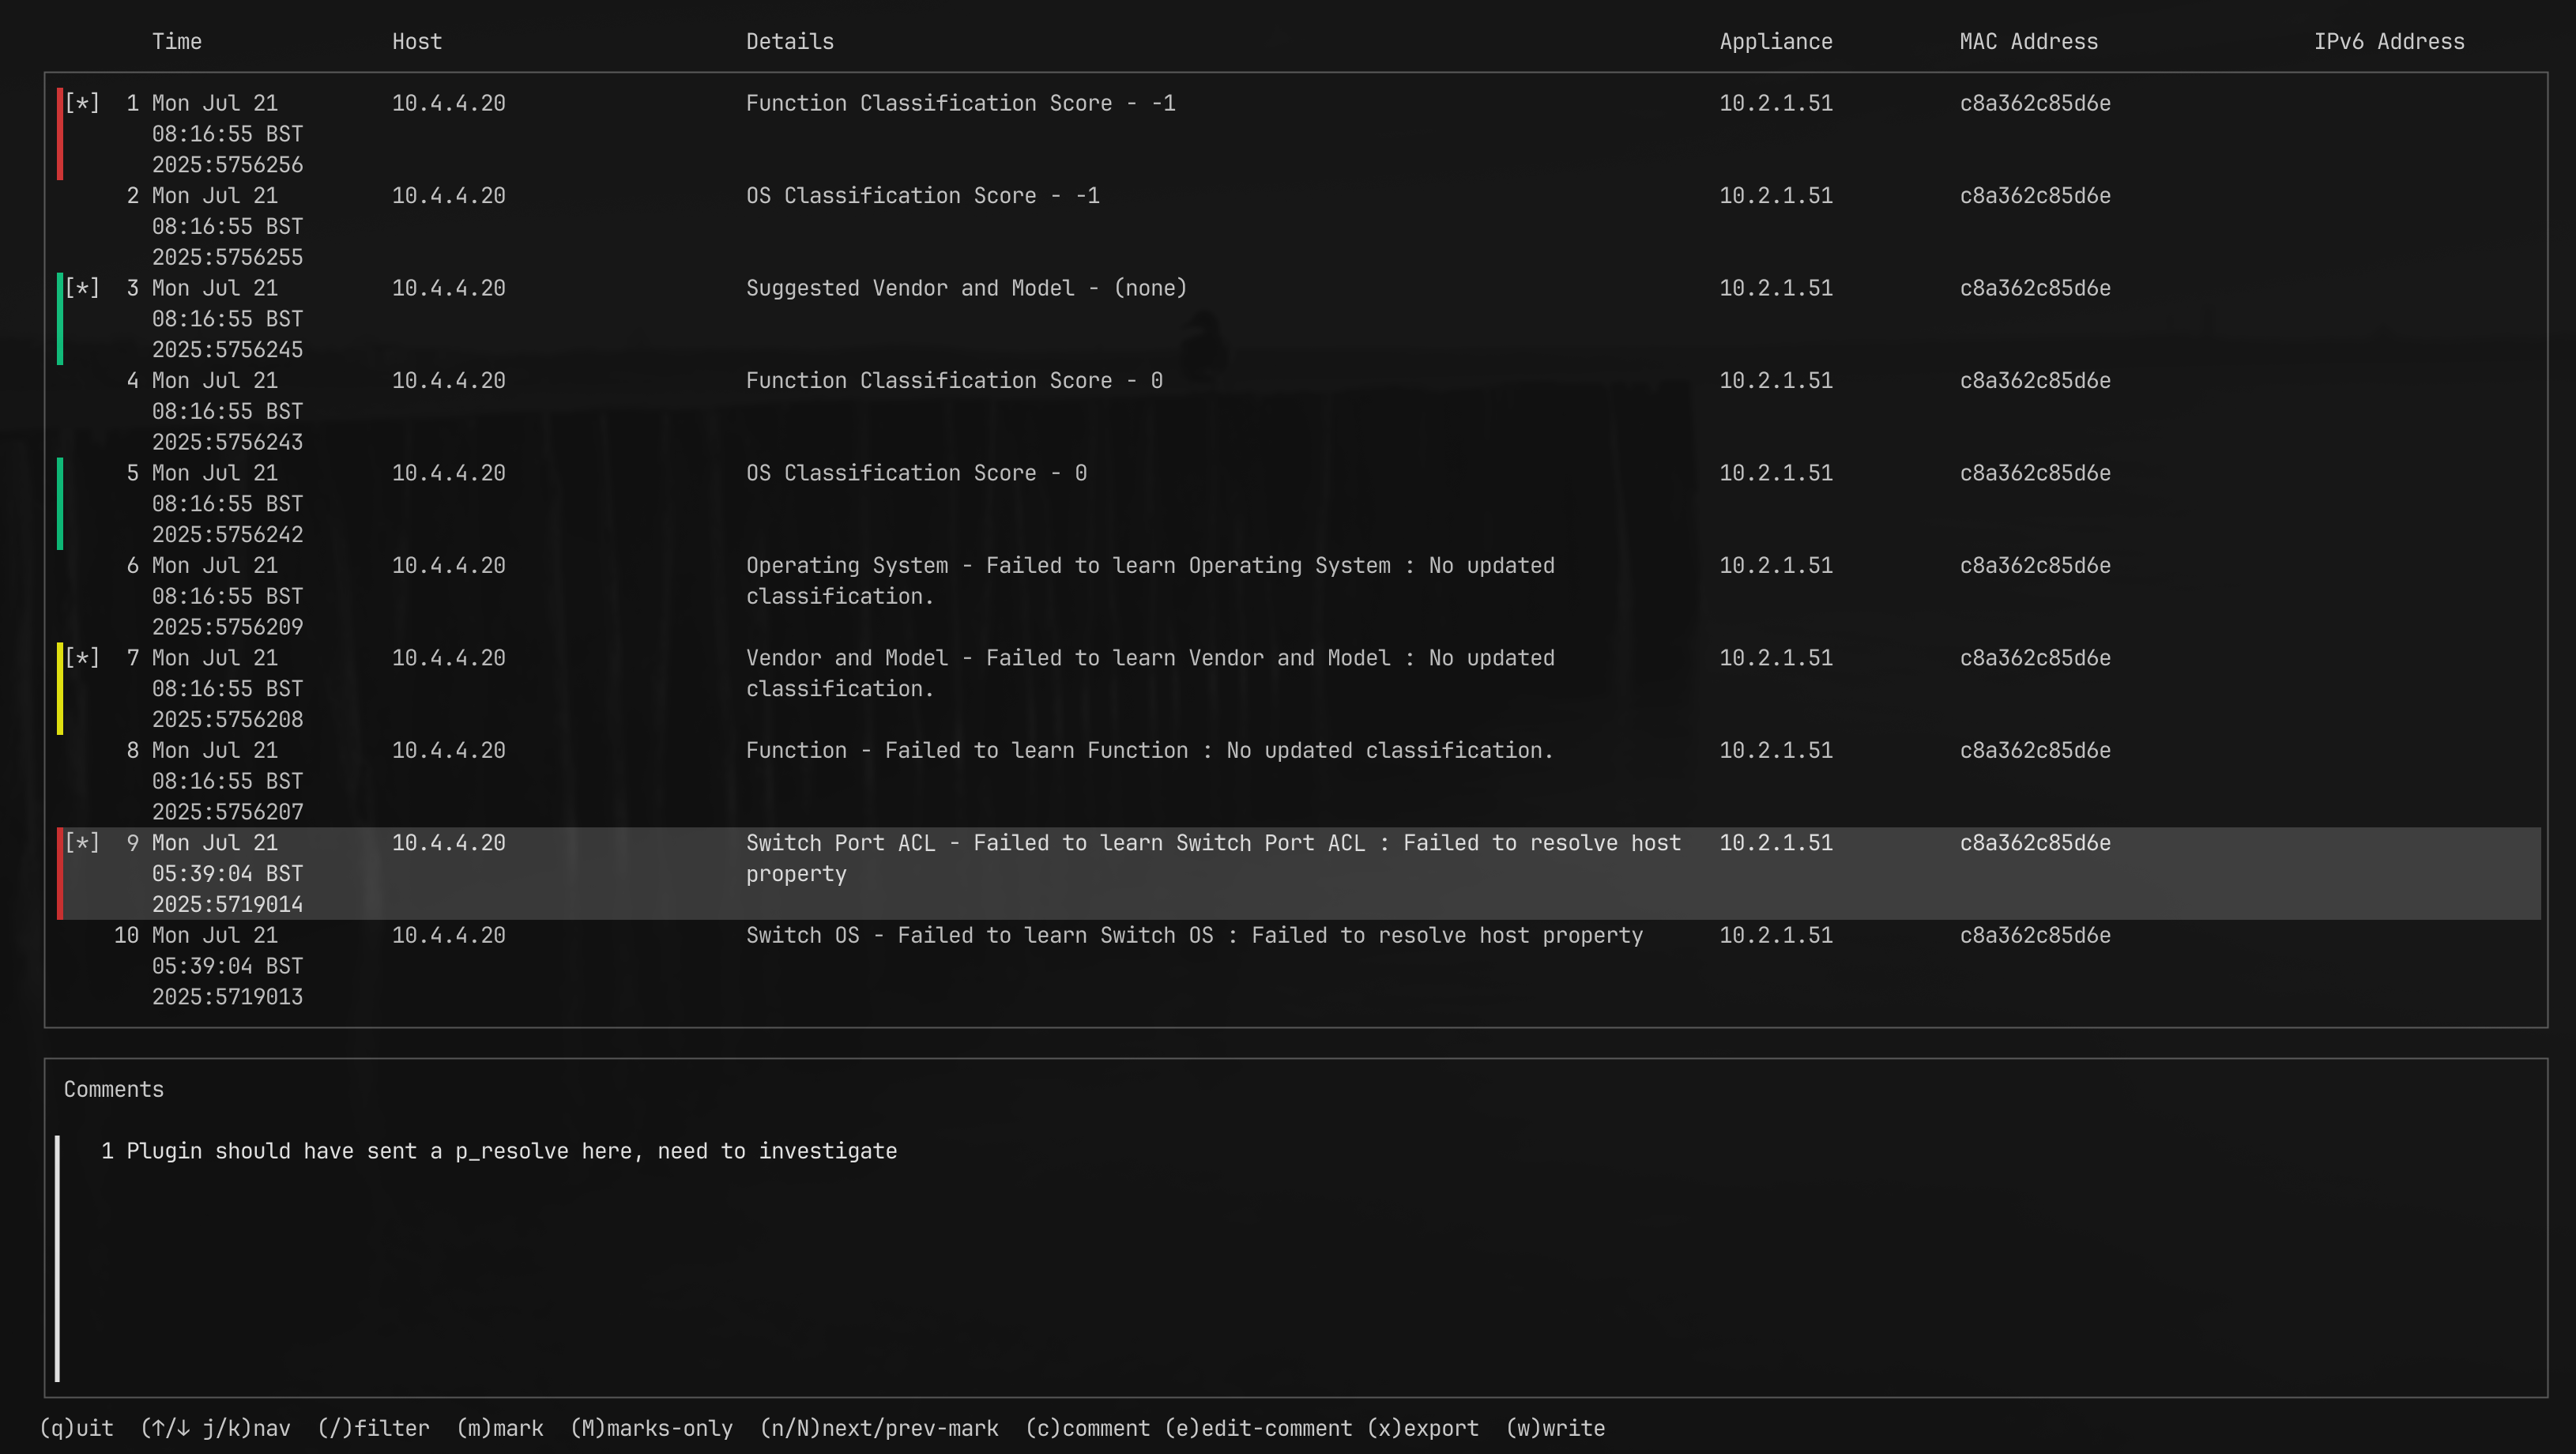 Time Host Details Appliance MAC Address IPv6 Address
[*] 1 Mon Jul 21 10.4.4.20 Function Classification Score - -1 10.2.1.51 c8a362c85d6e
08:16:55 BST
2025:5756256
2 Mon Jul 21 10.4.4.20 OS Classification Score - -1 10.2.1.51 c8a362c85d6e
08:16:55 BST
2025:5756255
[*] 3 Mon Jul 21 10.4.4.20 Suggested Vendor and Model - (none) 10.2.1.51 c8a362c85d6e
08:16:55 BST
2025:5756245
4 Mon Jul 21 10.4.4.20 Function Classification Score - 0 10.2.1.51 c8a362c85d6e
08:16:55 BST
2025:5756243
5 Mon Jul 21 10.4.4.20 OS Classification Score - 0 10.2.1.51 c8a362c85d6e
08:16:55 BST
2025:5756242
6 Mon Jul 21 10.4.4.20 Operating System - Failed to learn Operating System : No updated 10.2.1.51 c8a362c85d6e
08:16:55 BST classification.
2025:5756209
[*] 7 Mon Jul 21 10.4.4.20 Vendor and Model - Failed to learn Vendor and Model : No updated 10.2.1.51 c8a362c85d6e
08:16:55 BST classification.
2025:5756208
8 Mon Jul 21 10.4.4.20 Function - Failed to learn Function : No updated classification. 10.2.1.51 c8a362c85d6e
08:16:55 BST
2025:5756207
[*] 9 Mon Jul 21 10.4.4.20 Switch Port ACL - Failed to learn Switch Port ACL : Failed to resolve host 10.2.1.51 c8a362c85d6e
05:39:04 BST property
2025:5719014
10 Mon Jul 21 10.4.4.20 Switch OS - Failed to learn Switch OS : Failed to resolve host property 10.2.1.51 c8a362c85d6e
05:39:04 BST
2025:5719013
Comments
1 Plugin should have sent a p_resolve here, need to investigate
(q)uit (↑/↓ j/k)nav (/)filter (m)mark (M)marks-only (n/N)next/prev-mark (c)comment (e)edit-comment (x)export (w)write